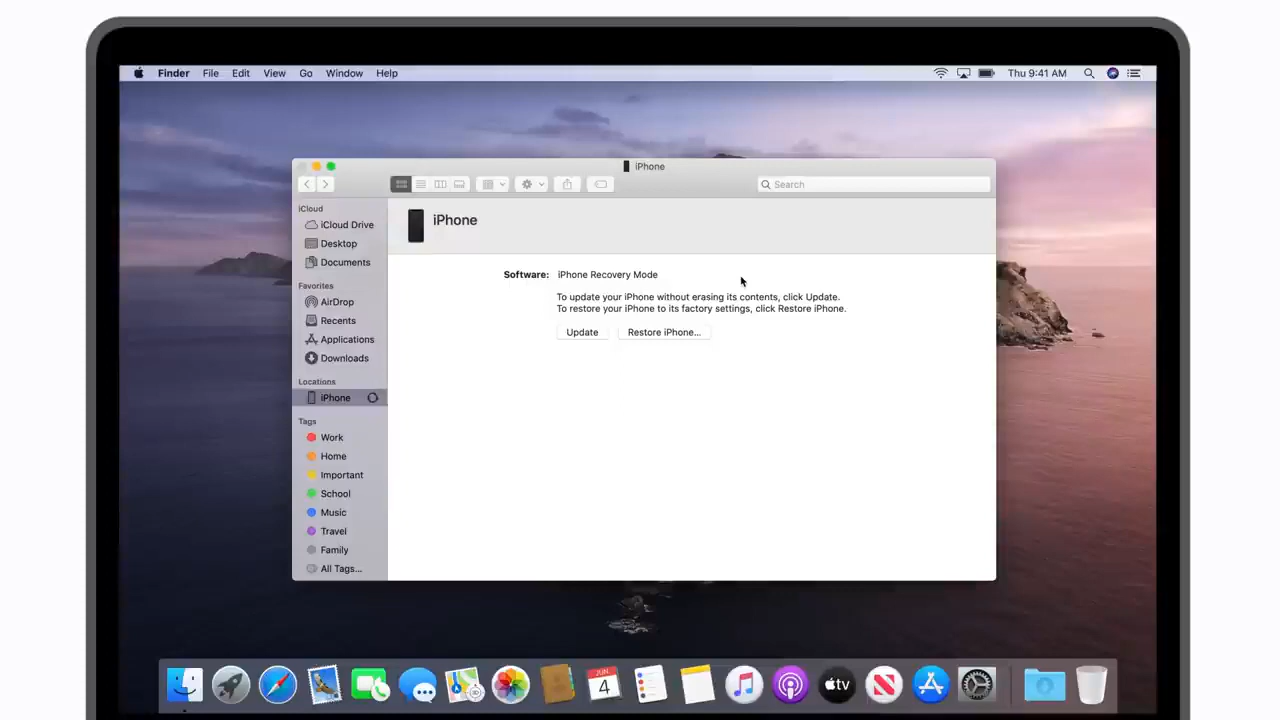 Finder File Edit View Go Window Help Thu 9:41 AM
iPhone
Search
iCloud
iCloud Drive
Desktop
Documents
Favorites
AirDrop
Recents
Applications
Downloads
Locations
iPhone
Tags
Work
Home
Important
School
Music
Travel
Family
All Tags...
iPhone
Software: iPhone Recovery Mode
To update your iPhone without erasing its contents, click Update.
To restore your iPhone to its factory settings, click Restore iPhone.
Update Restore iPhone...
JUN
4
tv